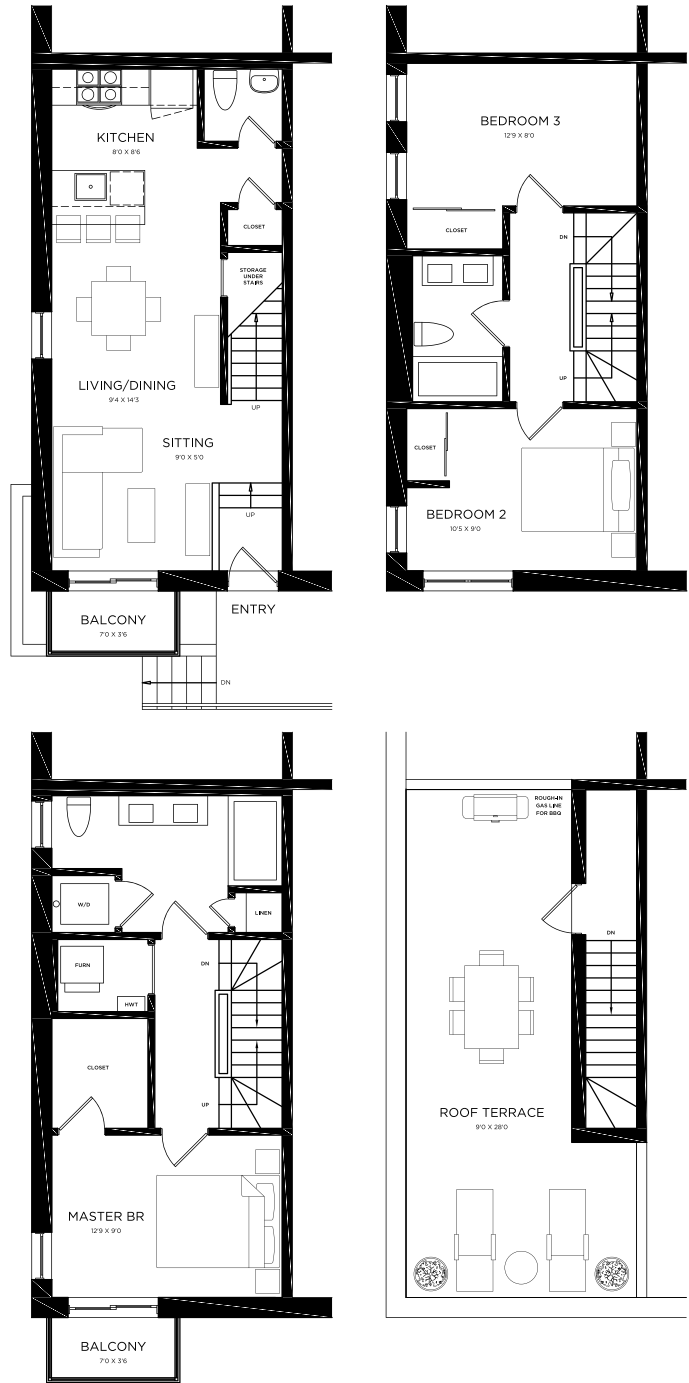 KITCHEN
8'0 X 8'6
CLOSET
STORAGE
UNDER
STAIRS
LIVING/DINING
9'4 X 14'3
UP
SITTING
9'0 X 5'0
UP
BALCONY
7'0 X 3'6
ENTRY
DN
BEDROOM 3
12'9 X 8'0
CLOSET
DN
UP
CLOSET
BEDROOM 2
10'5 X 9'0
W/D
LINEN
FURN
DN
HWT
CLOSET
UP
MASTER BR
12'9 X 9'0
BALCONY
7'0 X 3'6
ROUGH-IN
GAS LINE
FOR BBQ
DN
ROOF TERRACE
9'0 X 28'0